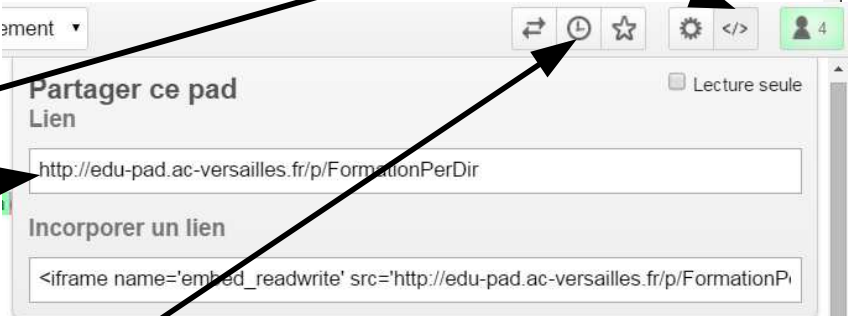 ement
</> 4
Partager ce pad
Lecture seule
Lien
http://edu-pad.ac-versailles.fr/p/FormationPerDir
Incorporer un lien
<iframe name='embed_readwrite' src='http://edu-pad.ac-versailles.fr/p/FormationP